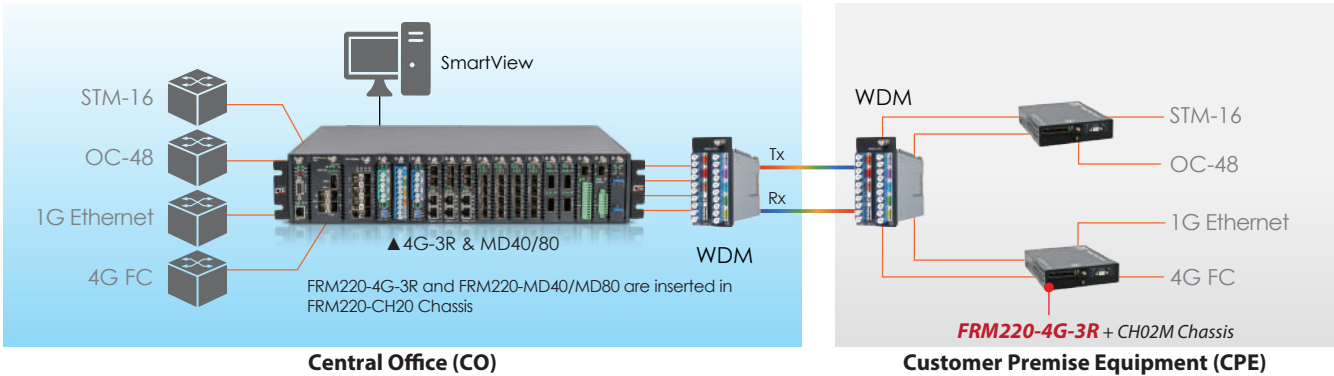 SmartView
STM-16
OC-48
1G Ethernet
4G FC
▲4G-3R & MD40/80
FRM220-4G-3R and FRM220-MD40/MD80 are inserted in
FRM220-CH20 Chassis
WDM
Tx
Rx
Central Office (CO)
WDM
STM-16
OC-48
1G Ethernet
4G FC
FRM220-4G-3R + CH02M Chassis
Customer Premise Equipment (CPE)